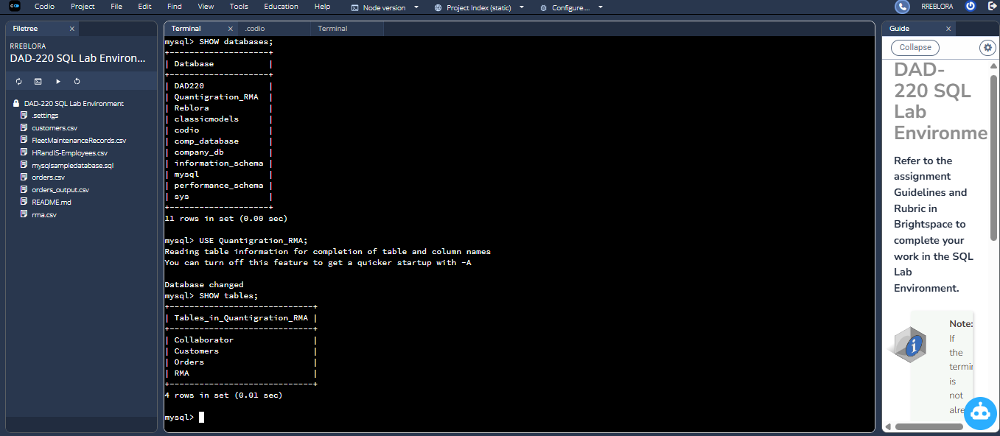 Codio Project File Edit Find View Tools Education Help Node version Project Index (static) Configure.... RREBLORA
Filetree ×
RREBLORA
DAD-220 SQL Lab Environ...
DAD-220 SQL Lab Environment
.settings
customers.csv
FleetMaintenanceRecords.csv
HRandIS-Employees.csv
mysqlsampledatabase.sql
orders.csv
orders_output.csv
README.md
rma.csv
Terminal × .codio Terminal
mysql> SHOW databases;
+--------------------+
| Database           |
+--------------------+
| DAD220             |
| Quantigration_RMA  |
| Reblora            |
| classicmodels      |
| codio              |
| comp_database      |
| company_db         |
| information_schema |
| mysql              |
| performance_schema |
| sys                |
+--------------------+
11 rows in set (0.00 sec)
mysql> USE Quantigration_RMA;
Reading table information for completion of table and column names
You can turn off this feature to get a quicker startup with -A
Database changed
mysql> SHOW tables;
+-----------------------------+
| Tables_in_Quantigration_RMA |
+-----------------------------+
| Collaborator                |
| Customers                   |
| Orders                      |
| RMA                         |
+-----------------------------+
4 rows in set (0.01 sec)
mysql>
Guide ×
Collapse
DAD-
220 SQL
Lab
Environme
Refer to the
assignment
Guidelines and
Rubric in
Brightspace to
complete your
work in the SQL
Lab
Environment.
Note:
If
the
termin
is
not
alre